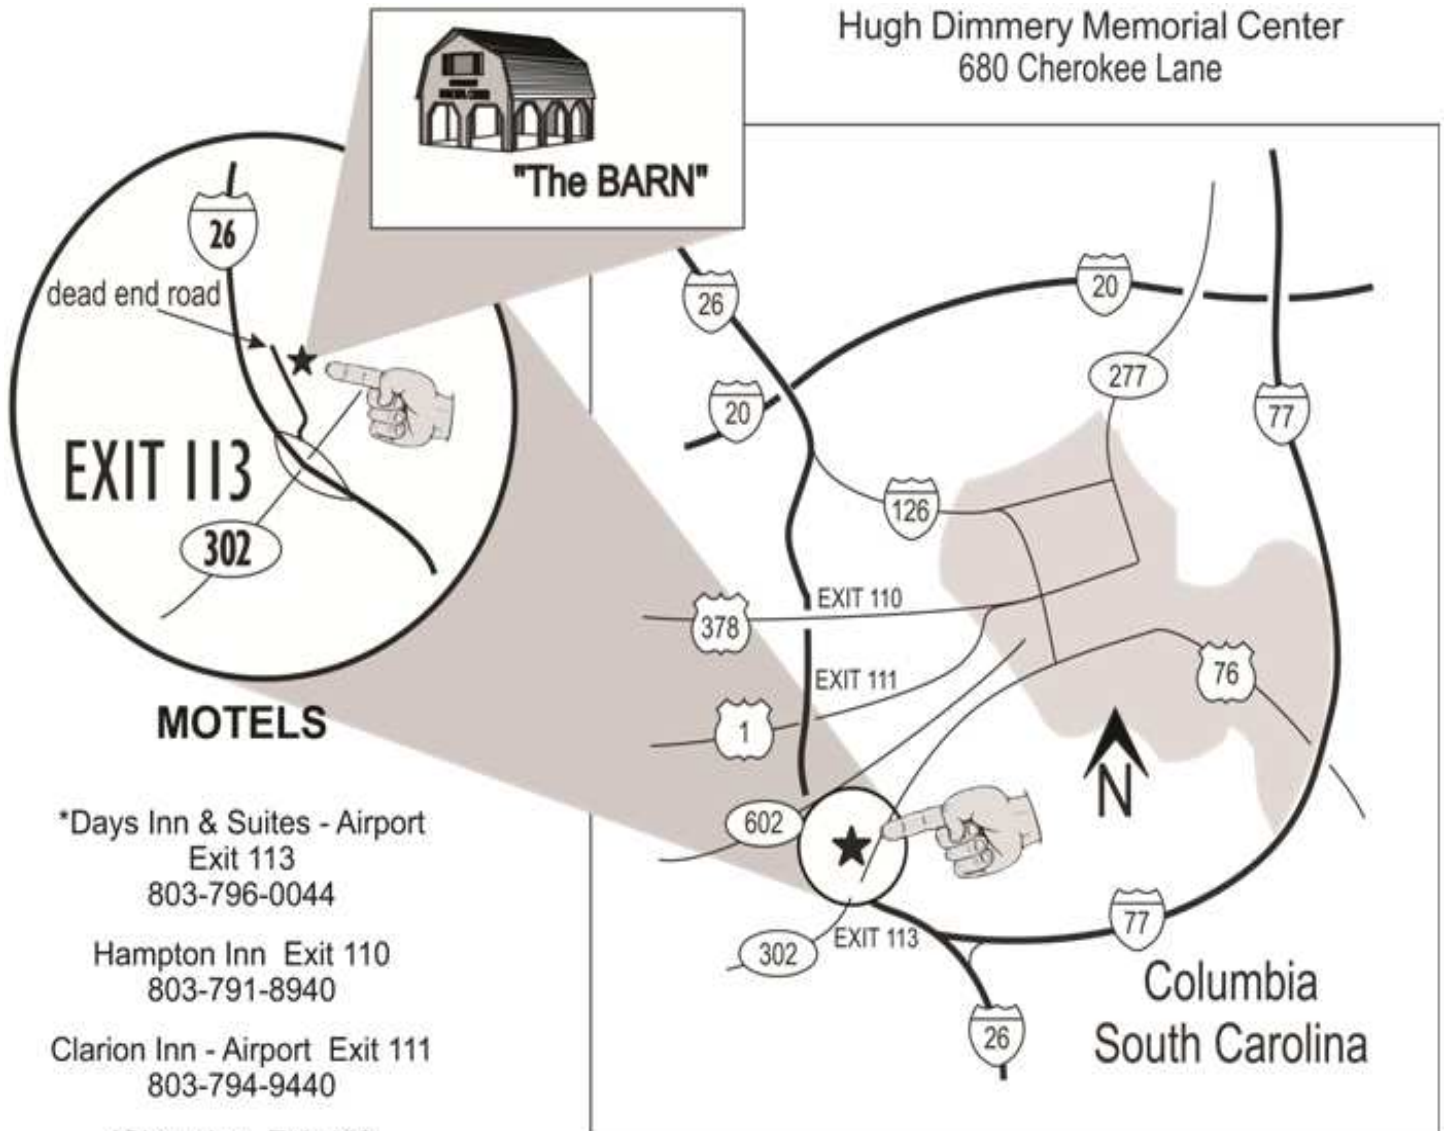 Hugh Dimmery Memorial Center
680 Cherokee Lane
"The BARN"
26
dead end road
EXIT 113
302
26
20
20
277
77
126
EXIT 110
378
EXIT 111
1
76
N
602
302
EXIT 113
77
26
Columbia
South Carolina
MOTELS
*Days Inn & Suites - Airport
Exit 113
803-796-0044
Hampton Inn Exit 110
803-791-8940
Clarion Inn - Airport Exit 111
803-794-9440